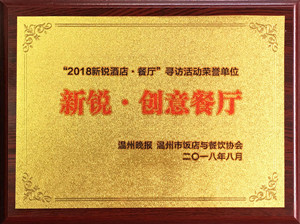 “2018新锐酒店·餐厅”寻访活动荣誉单位
新锐·创意餐厅
温州晚报 温州市饭店与餐饮协会
二〇一八年八月